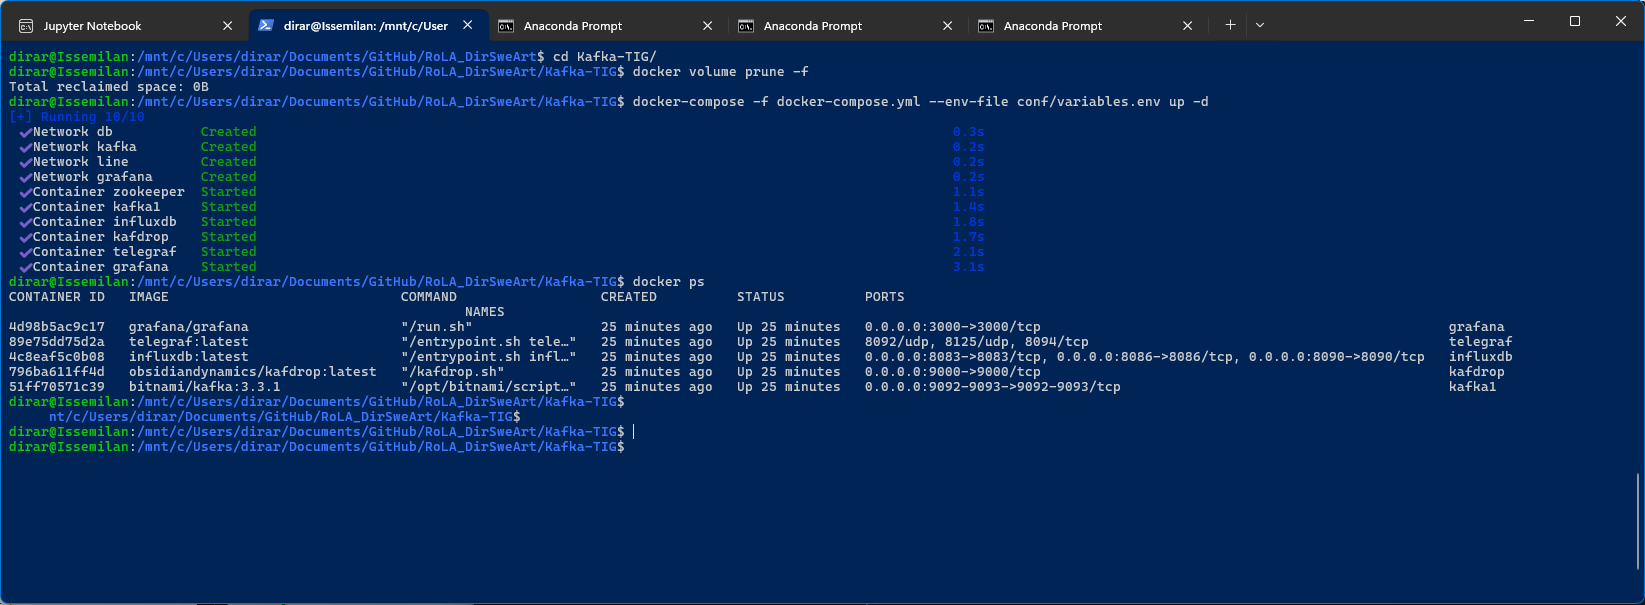 Jupyter Notebook
dirar@Issemilan: /mnt/c/User
Anaconda Prompt
Anaconda Prompt
Anaconda Prompt
dirar@Issemilan:/mnt/c/Users/dirar/Documents/GitHub/RoLA_DirSweArt$ cd Kafka-TIG/
dirar@Issemilan:/mnt/c/Users/dirar/Documents/GitHub/RoLA_DirSweArt/Kafka-TIG$ docker volume prune -f
Total reclaimed space: 0B
dirar@Issemilan:/mnt/c/Users/dirar/Documents/GitHub/RoLA_DirSweArt/Kafka-TIG$ docker-compose -f docker-compose.yml --env-file conf/variables.env up -d
[+] Running 10/10
✔Network db Created 0.3s
✔Network kafka Created 0.2s
✔Network line Created 0.2s
✔Network grafana Created 0.2s
✔Container zookeeper Started 1.1s
✔Container kafka1 Started 1.4s
✔Container influxdb Started 1.8s
✔Container kafdrop Started 1.7s
✔Container telegraf Started 2.1s
✔Container grafana Started 3.1s
dirar@Issemilan:/mnt/c/Users/dirar/Documents/GitHub/RoLA_DirSweArt/Kafka-TIG$ docker ps
CONTAINER ID IMAGE COMMAND CREATED STATUS PORTS
NAMES
4d98b5ac9c17 grafana/grafana "/run.sh" 25 minutes ago Up 25 minutes 0.0.0.0:3000->3000/tcp grafana
89e75dd75d2a telegraf:latest "/entrypoint.sh tele…" 25 minutes ago Up 25 minutes 8092/udp, 8125/udp, 8094/tcp telegraf
4c8eaf5c0b08 influxdb:latest "/entrypoint.sh infl…" 25 minutes ago Up 25 minutes 0.0.0.0:8083->8083/tcp, 0.0.0.0:8086->8086/tcp, 0.0.0.0:8090->8090/tcp influxdb
796ba611ff4d obsidiandynamics/kafdrop:latest "/kafdrop.sh" 25 minutes ago Up 25 minutes 0.0.0.0:9000->9000/tcp kafdrop
51ff70571c39 bitnami/kafka:3.3.1 "/opt/bitnami/script…" 25 minutes ago Up 25 minutes 0.0.0.0:9092-9093->9092-9093/tcp kafka1
dirar@Issemilan:/mnt/c/Users/dirar/Documents/GitHub/RoLA_DirSweArt/Kafka-TIG$
nt/c/Users/dirar/Documents/GitHub/RoLA_DirSweArt/Kafka-TIG$
dirar@Issemilan:/mnt/c/Users/dirar/Documents/GitHub/RoLA_DirSweArt/Kafka-TIG$
dirar@Issemilan:/mnt/c/Users/dirar/Documents/GitHub/RoLA_DirSweArt/Kafka-TIG$